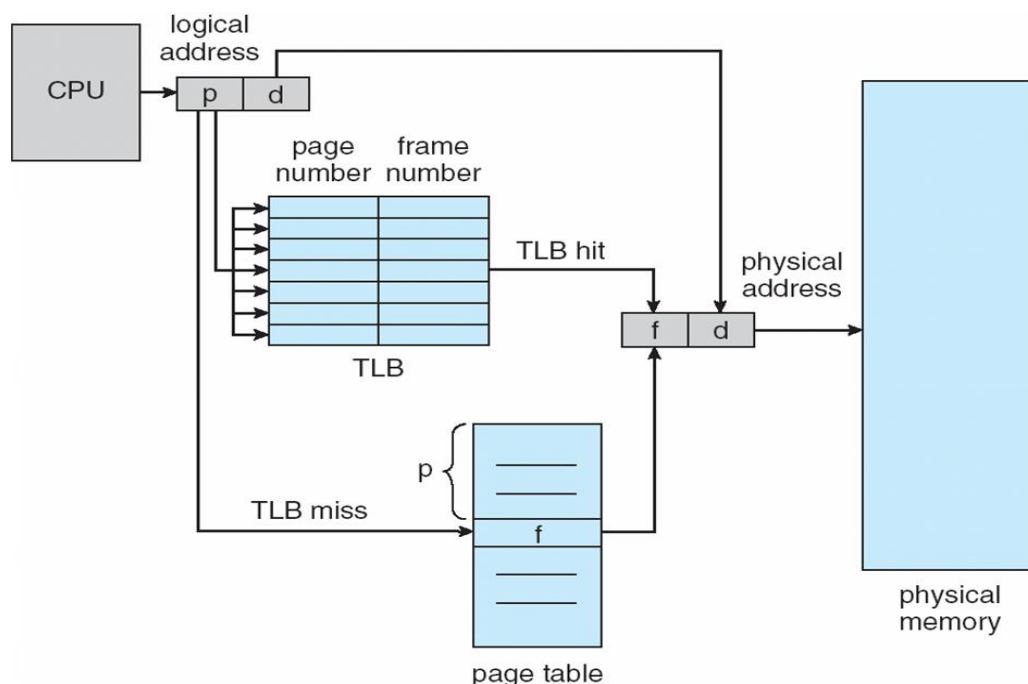 logical
address
CPU
p
d
page
number
frame
number
TLB hit
physical
address
f
d
TLB
p
TLB miss
f
page table
physical
memory